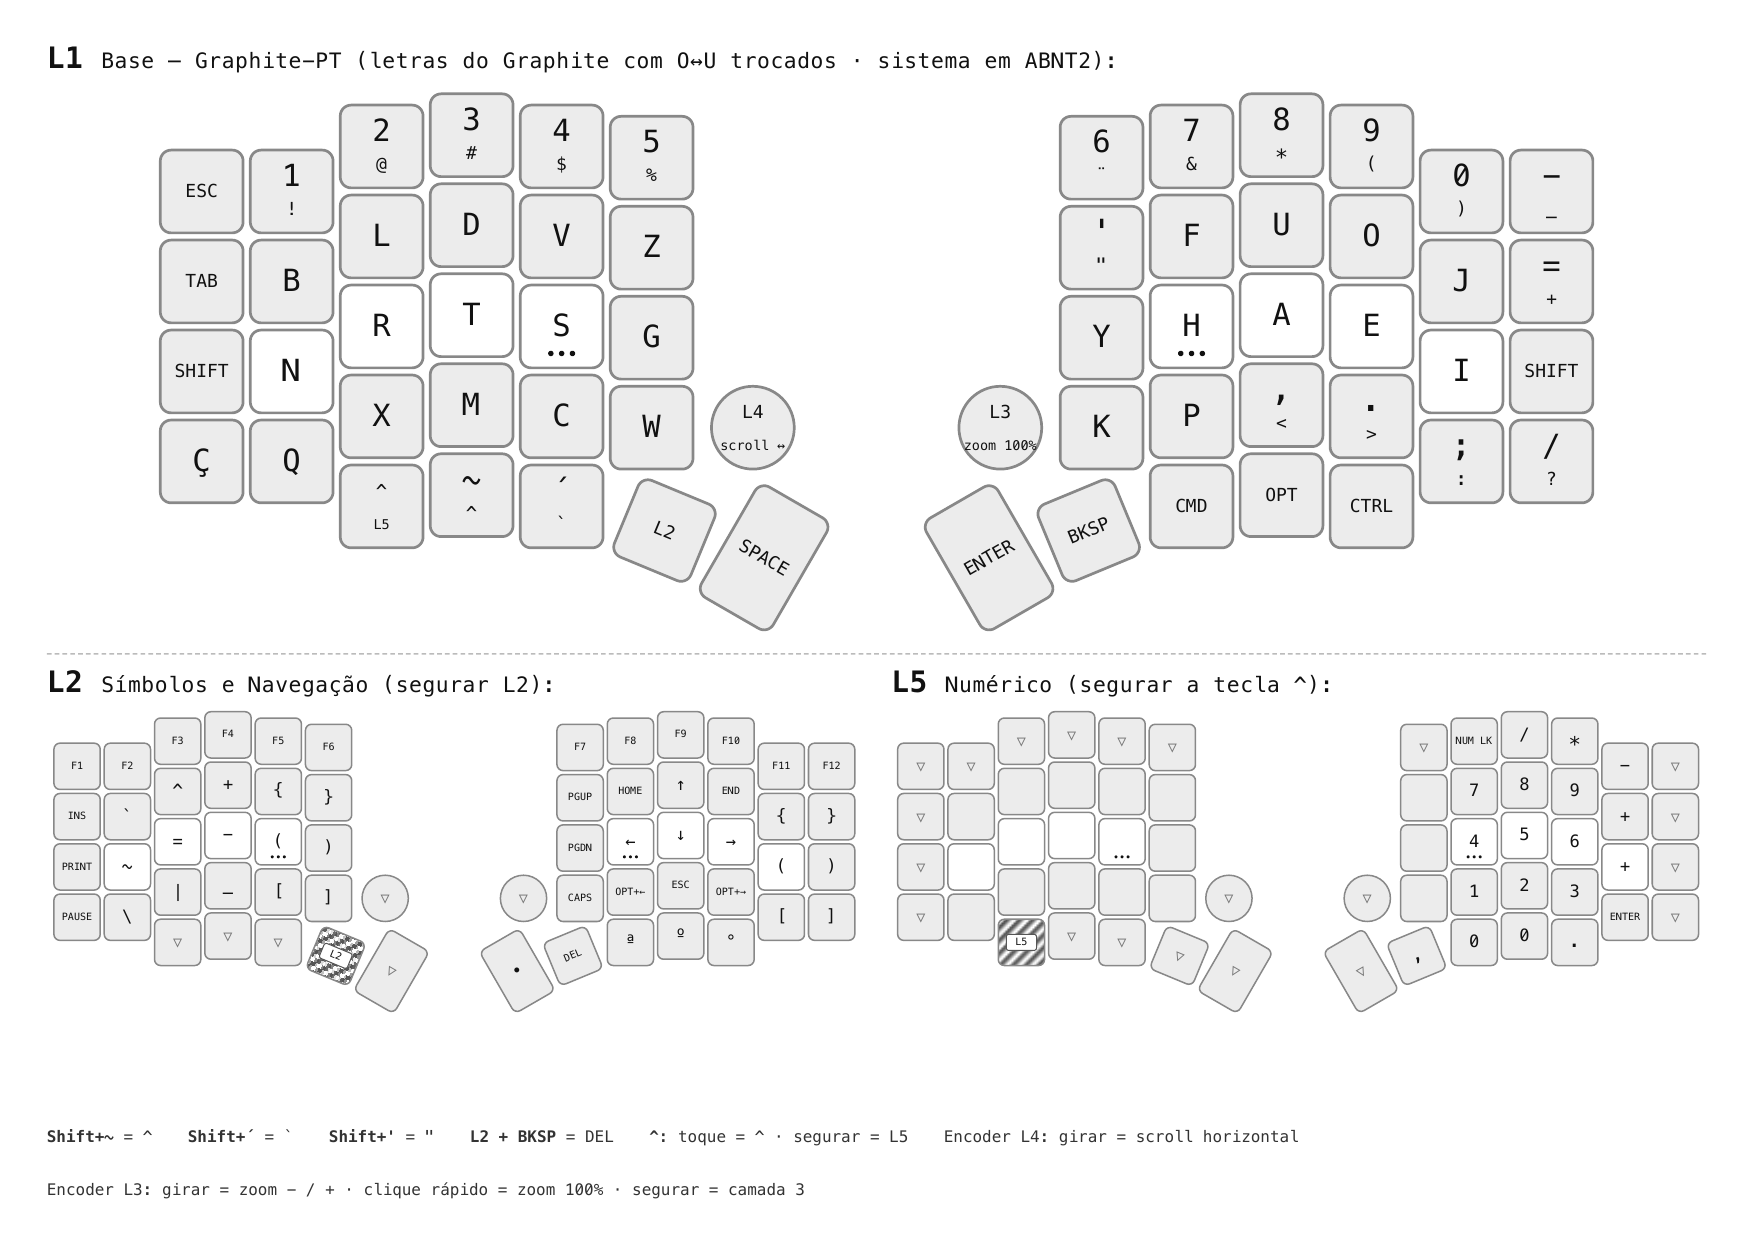 L1 Base — Graphite-PT (letras do Graphite com O↔U trocados · sistema em ABNT2):
ESC 1 ! 2 @ 3 # 4 $ 5 % 6 ¨ 7 & 8 * 9 ( 0 ) − _
TAB B L D V Z ' " F U O J = +
SHIFT N R T S ••• G Y H ••• A E I SHIFT
Ç Q X M C W L4 scroll ↔ L3 zoom 100% K P , < . > ; : / ?
^ L5 ~ ^ ´ ` L2 SPACE ENTER BKSP CMD OPT CTRL
L2 Símbolos e Navegação (segurar L2):
F1 F2 F3 F4 F5 F6 F7 F8 F9 F10 F11 F12
INS ` ^ + { } PGUP HOME ↑ END { }
PRINT ~ = − ( ••• ) PGDN ← ••• ↓ → ( )
PAUSE \ | _ [ ] ▽ ▽ CAPS OPT+← ESC OPT+→ [ ]
▽ ▽ ▽ L2 ▽ • DEL ª º °
L5 Numérico (segurar a tecla ^):
▽ ▽ ▽ ▽ ▽ ▽ ▽ NUM LK / * − ▽
▽ 7 8 9 + ▽
▽ ••• 4 ••• 5 6 + ▽
▽ ▽ ▽ 1 2 3 ENTER ▽
L5 ▽ ▽ ▽ ▽ ▽ , 0 0 .
Shift+~ = ^ Shift+´ = ` Shift+' = " L2 + BKSP = DEL ^: toque = ^ · segurar = L5 Encoder L4: girar = scroll horizontal
Encoder L3: girar = zoom − / + · clique rápido = zoom 100% · segurar = camada 3